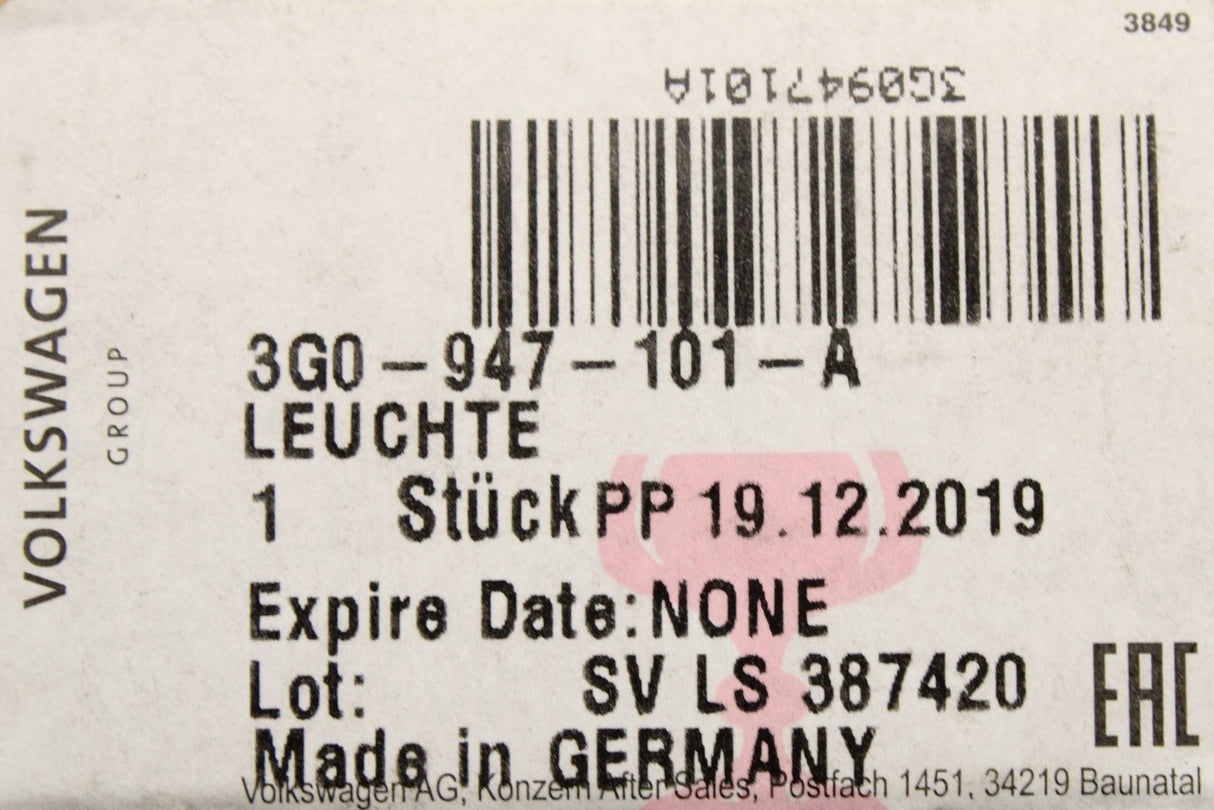 3849
3G0947101A
VOLKSWAGEN
GROUP
3G0-947-101-A
LEUCHTE
1 Stück PP 19.12.2019
Expire Date:NONE
Lot: SV LS 387420
EAC
Made in GERMANY
Volkswagen AG, Konzern After Sales, Postfach 1451, 34219 Baunatal